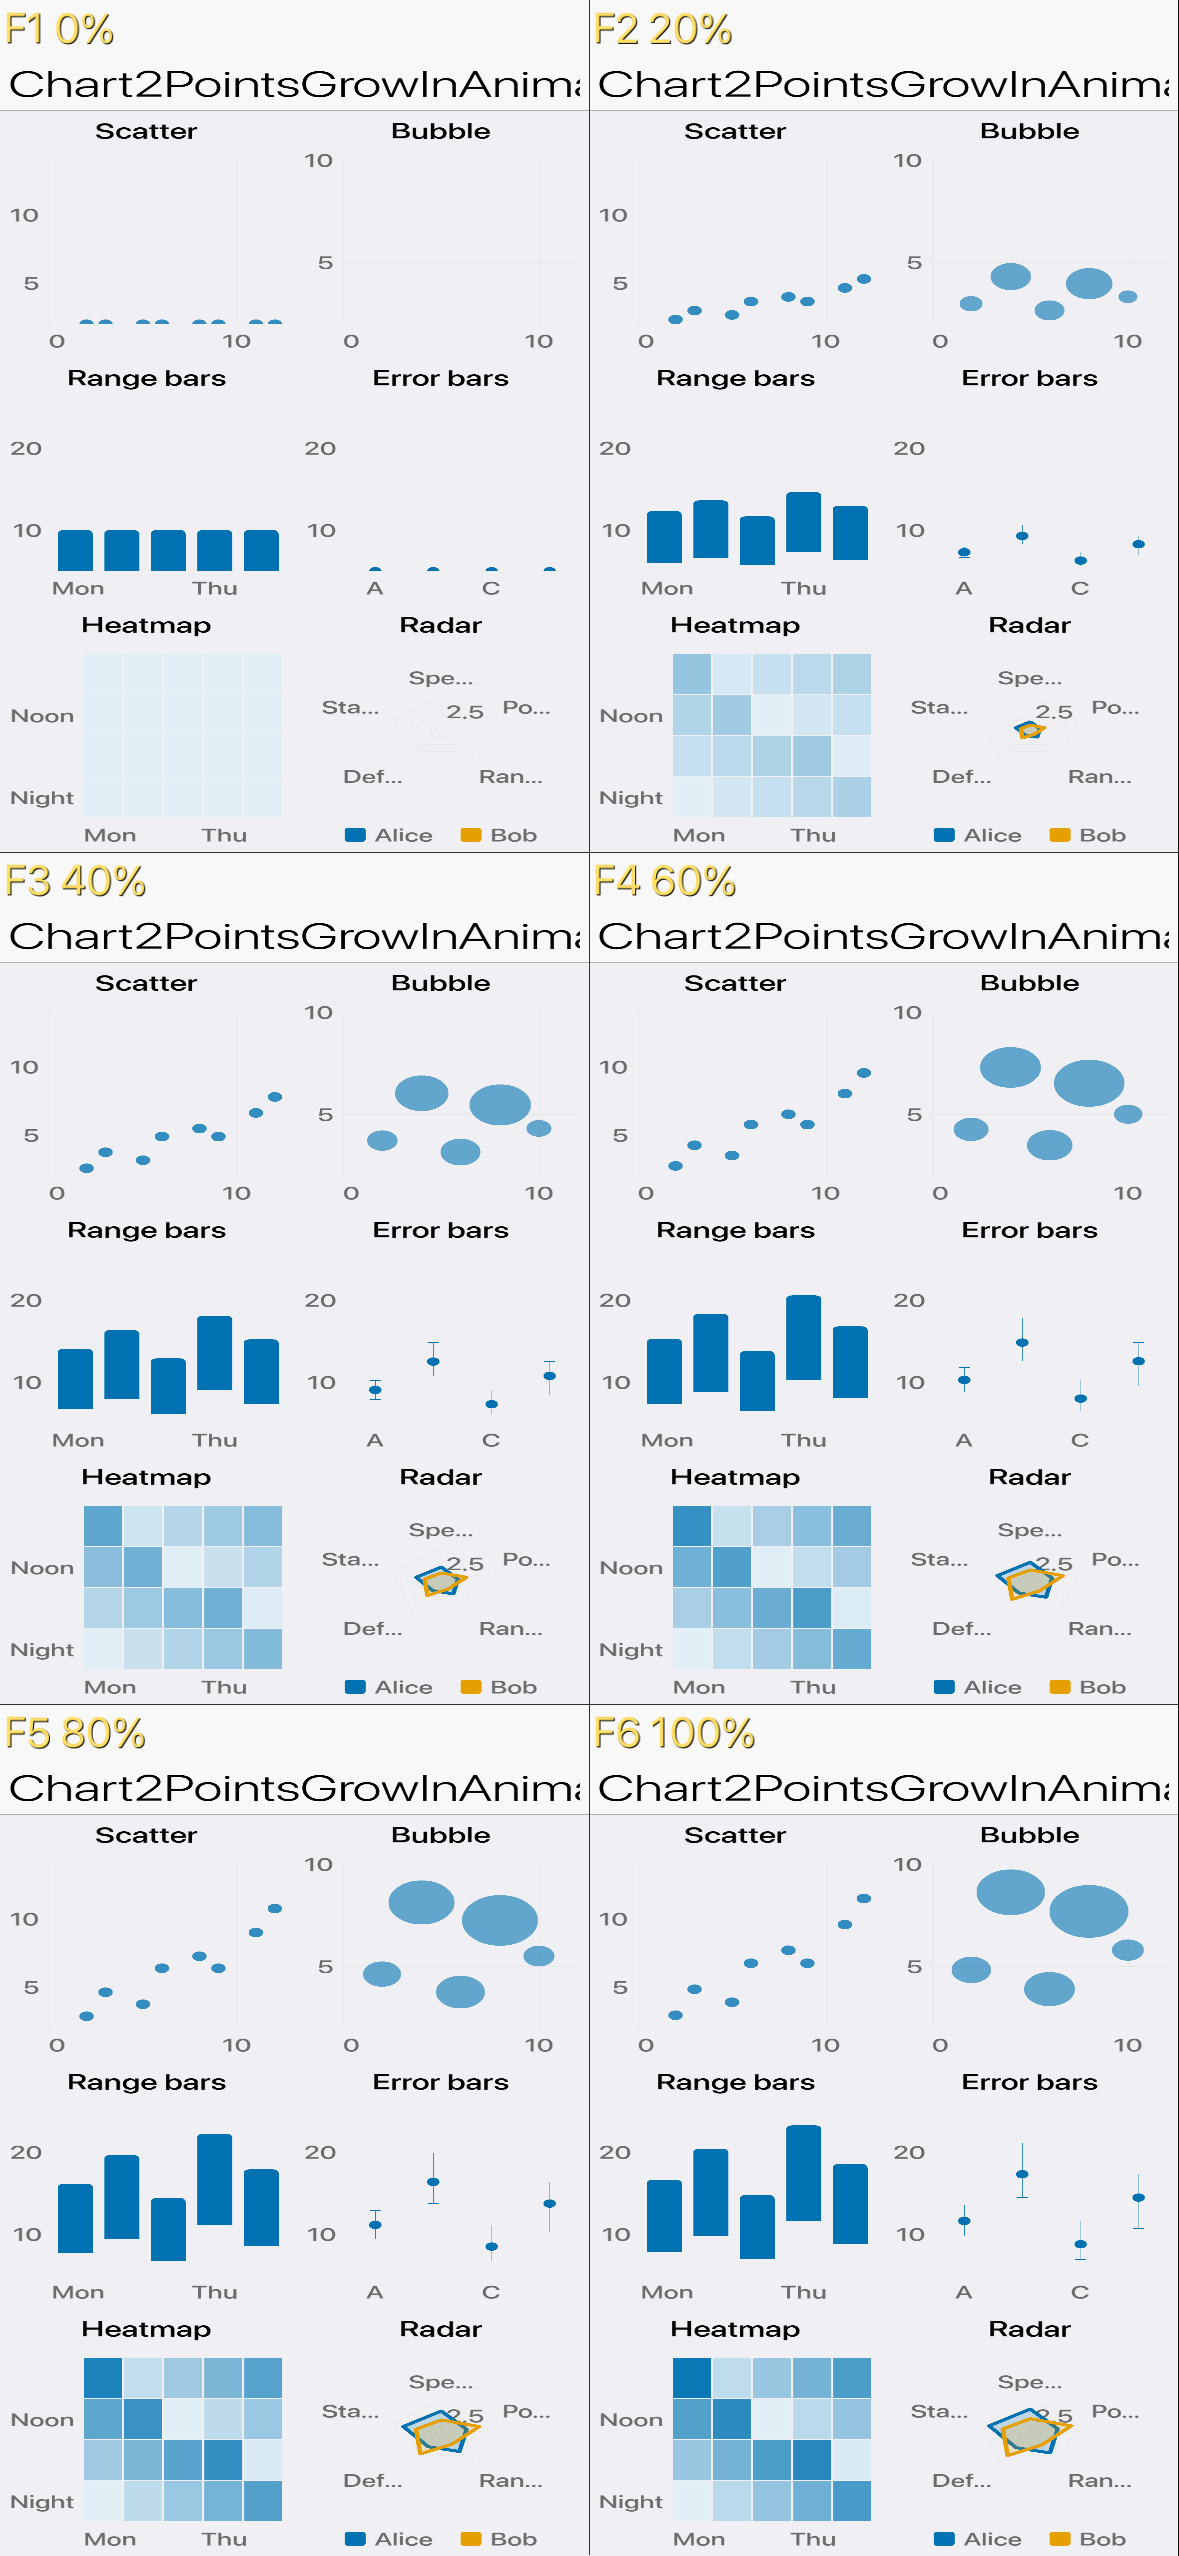 F1 0%
Chart2PointsGrowInAnima
Scatter Bubble
10
10
5
5
0 10 0 10
Range bars Error bars
20 20
10 10
Mon Thu A C
Heatmap Radar
Spe...
Sta... 2.5 Po...
Noon
Def... Ran...
Night
Mon Thu Alice Bob
F2 20%
Chart2PointsGrowInAnima
Scatter Bubble
10
10
5
5
0 10 0 10
Range bars Error bars
20 20
10 10
Mon Thu A C
Heatmap Radar
Spe...
Sta... 2.5 Po...
Noon
Def... Ran...
Night
Mon Thu Alice Bob
F3 40%
Chart2PointsGrowInAnima
Scatter Bubble
10
10
5
5
0 10 0 10
Range bars Error bars
20 20
10 10
Mon Thu A C
Heatmap Radar
Spe...
Sta... 2.5 Po...
Noon
Def... Ran...
Night
Mon Thu Alice Bob
F4 60%
Chart2PointsGrowInAnima
Scatter Bubble
10
10
5
5
0 10 0 10
Range bars Error bars
20 20
10 10
Mon Thu A C
Heatmap Radar
Spe...
Sta... 2.5 Po...
Noon
Def... Ran...
Night
Mon Thu Alice Bob
F5 80%
Chart2PointsGrowInAnima
Scatter Bubble
10
10
5
5
0 10 0 10
Range bars Error bars
20 20
10 10
Mon Thu A C
Heatmap Radar
Spe...
Sta... 2.5 Po...
Noon
Def... Ran...
Night
Mon Thu Alice Bob
F6 100%
Chart2PointsGrowInAnima
Scatter Bubble
10
10
5
5
0 10 0 10
Range bars Error bars
20 20
10 10
Mon Thu A C
Heatmap Radar
Spe...
Sta... 2.5 Po...
Noon
Def... Ran...
Night
Mon Thu Alice Bob